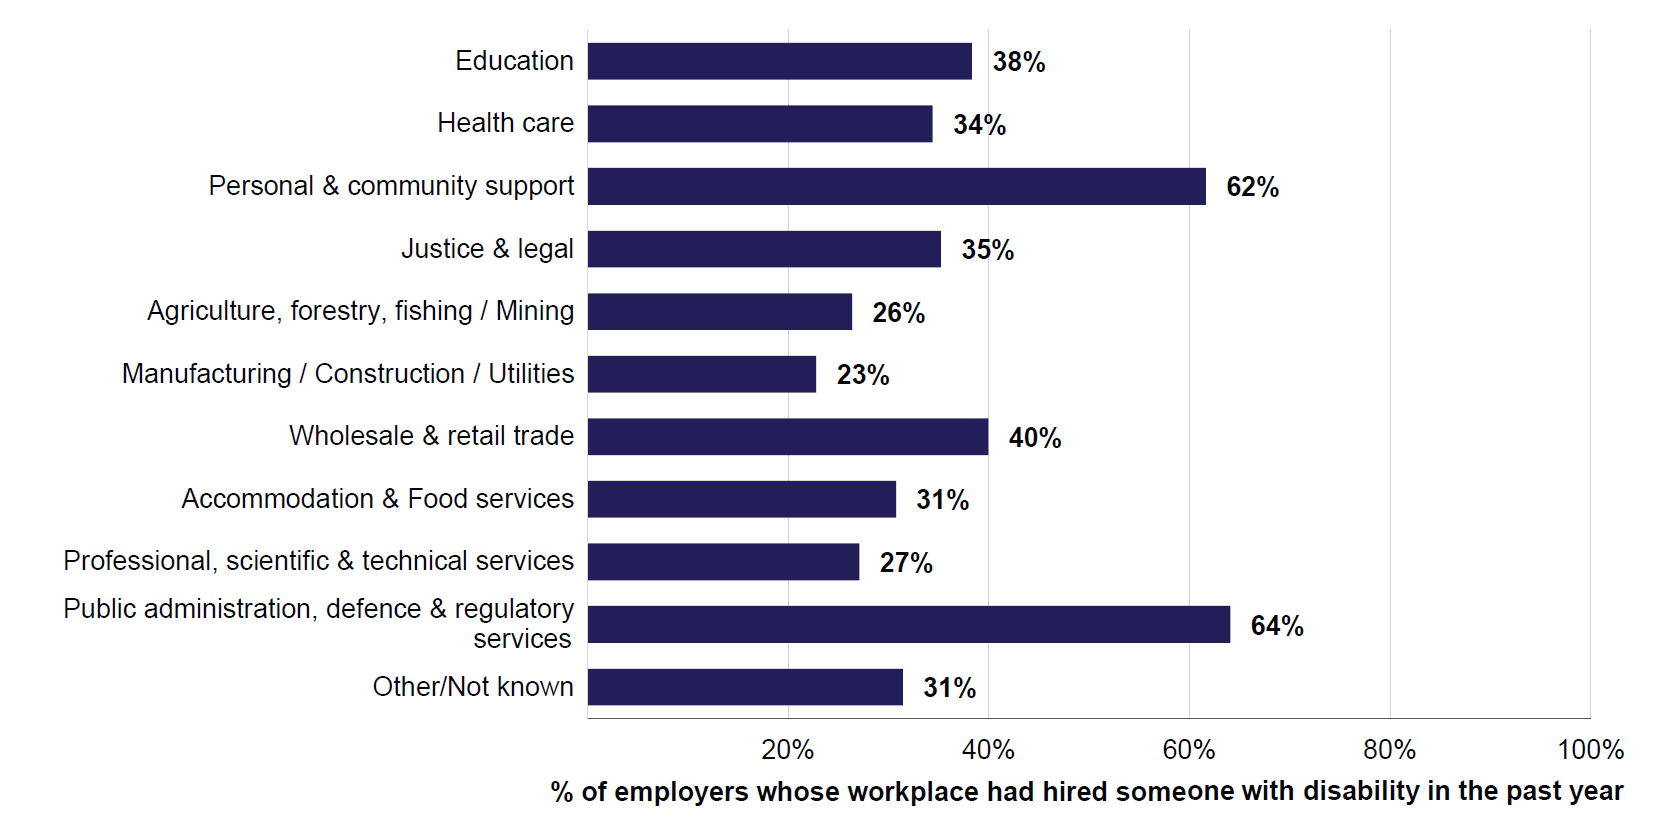 Education 38%
Health care 34%
Personal & community support 62%
Justice & legal 35%
Agriculture, forestry, fishing / Mining 26%
Manufacturing / Construction / Utilities 23%
Wholesale & retail trade 40%
Accommodation & Food services 31%
Professional, scientific & technical services 27%
Public administration, defence & regulatory
services 64%
Other/Not known 31%
20% 40% 60% 80% 100%
% of employers whose workplace had hired someone with disability in the past year